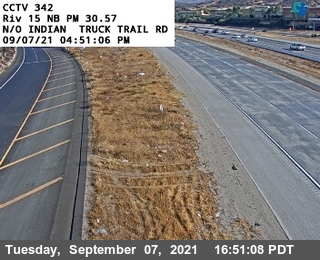 CCTV 342
Riv 15 NB PM 30.57
N/O INDIAN TRUCK TRAIL RD
09/07/21 04:51:06 PM
Tuesday, September 07, 2021 16:51:08 PDT